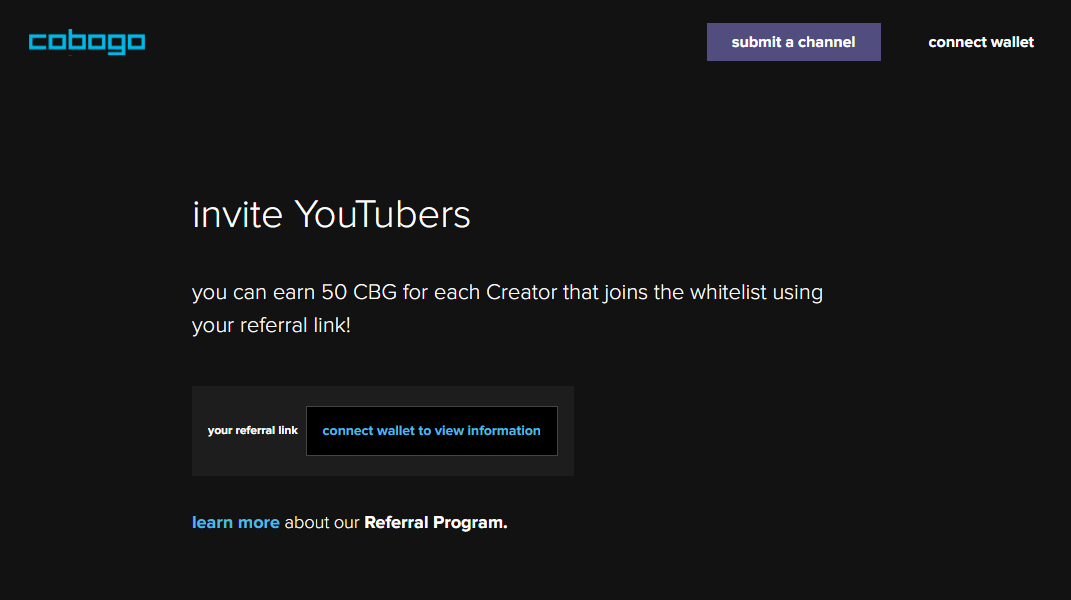 cobogo
submit a channel
connect wallet
invite YouTubers
you can earn 50 CBG for each Creator that joins the whitelist using
your referral link!
your referral link
connect wallet to view information
learn more about our Referral Program.